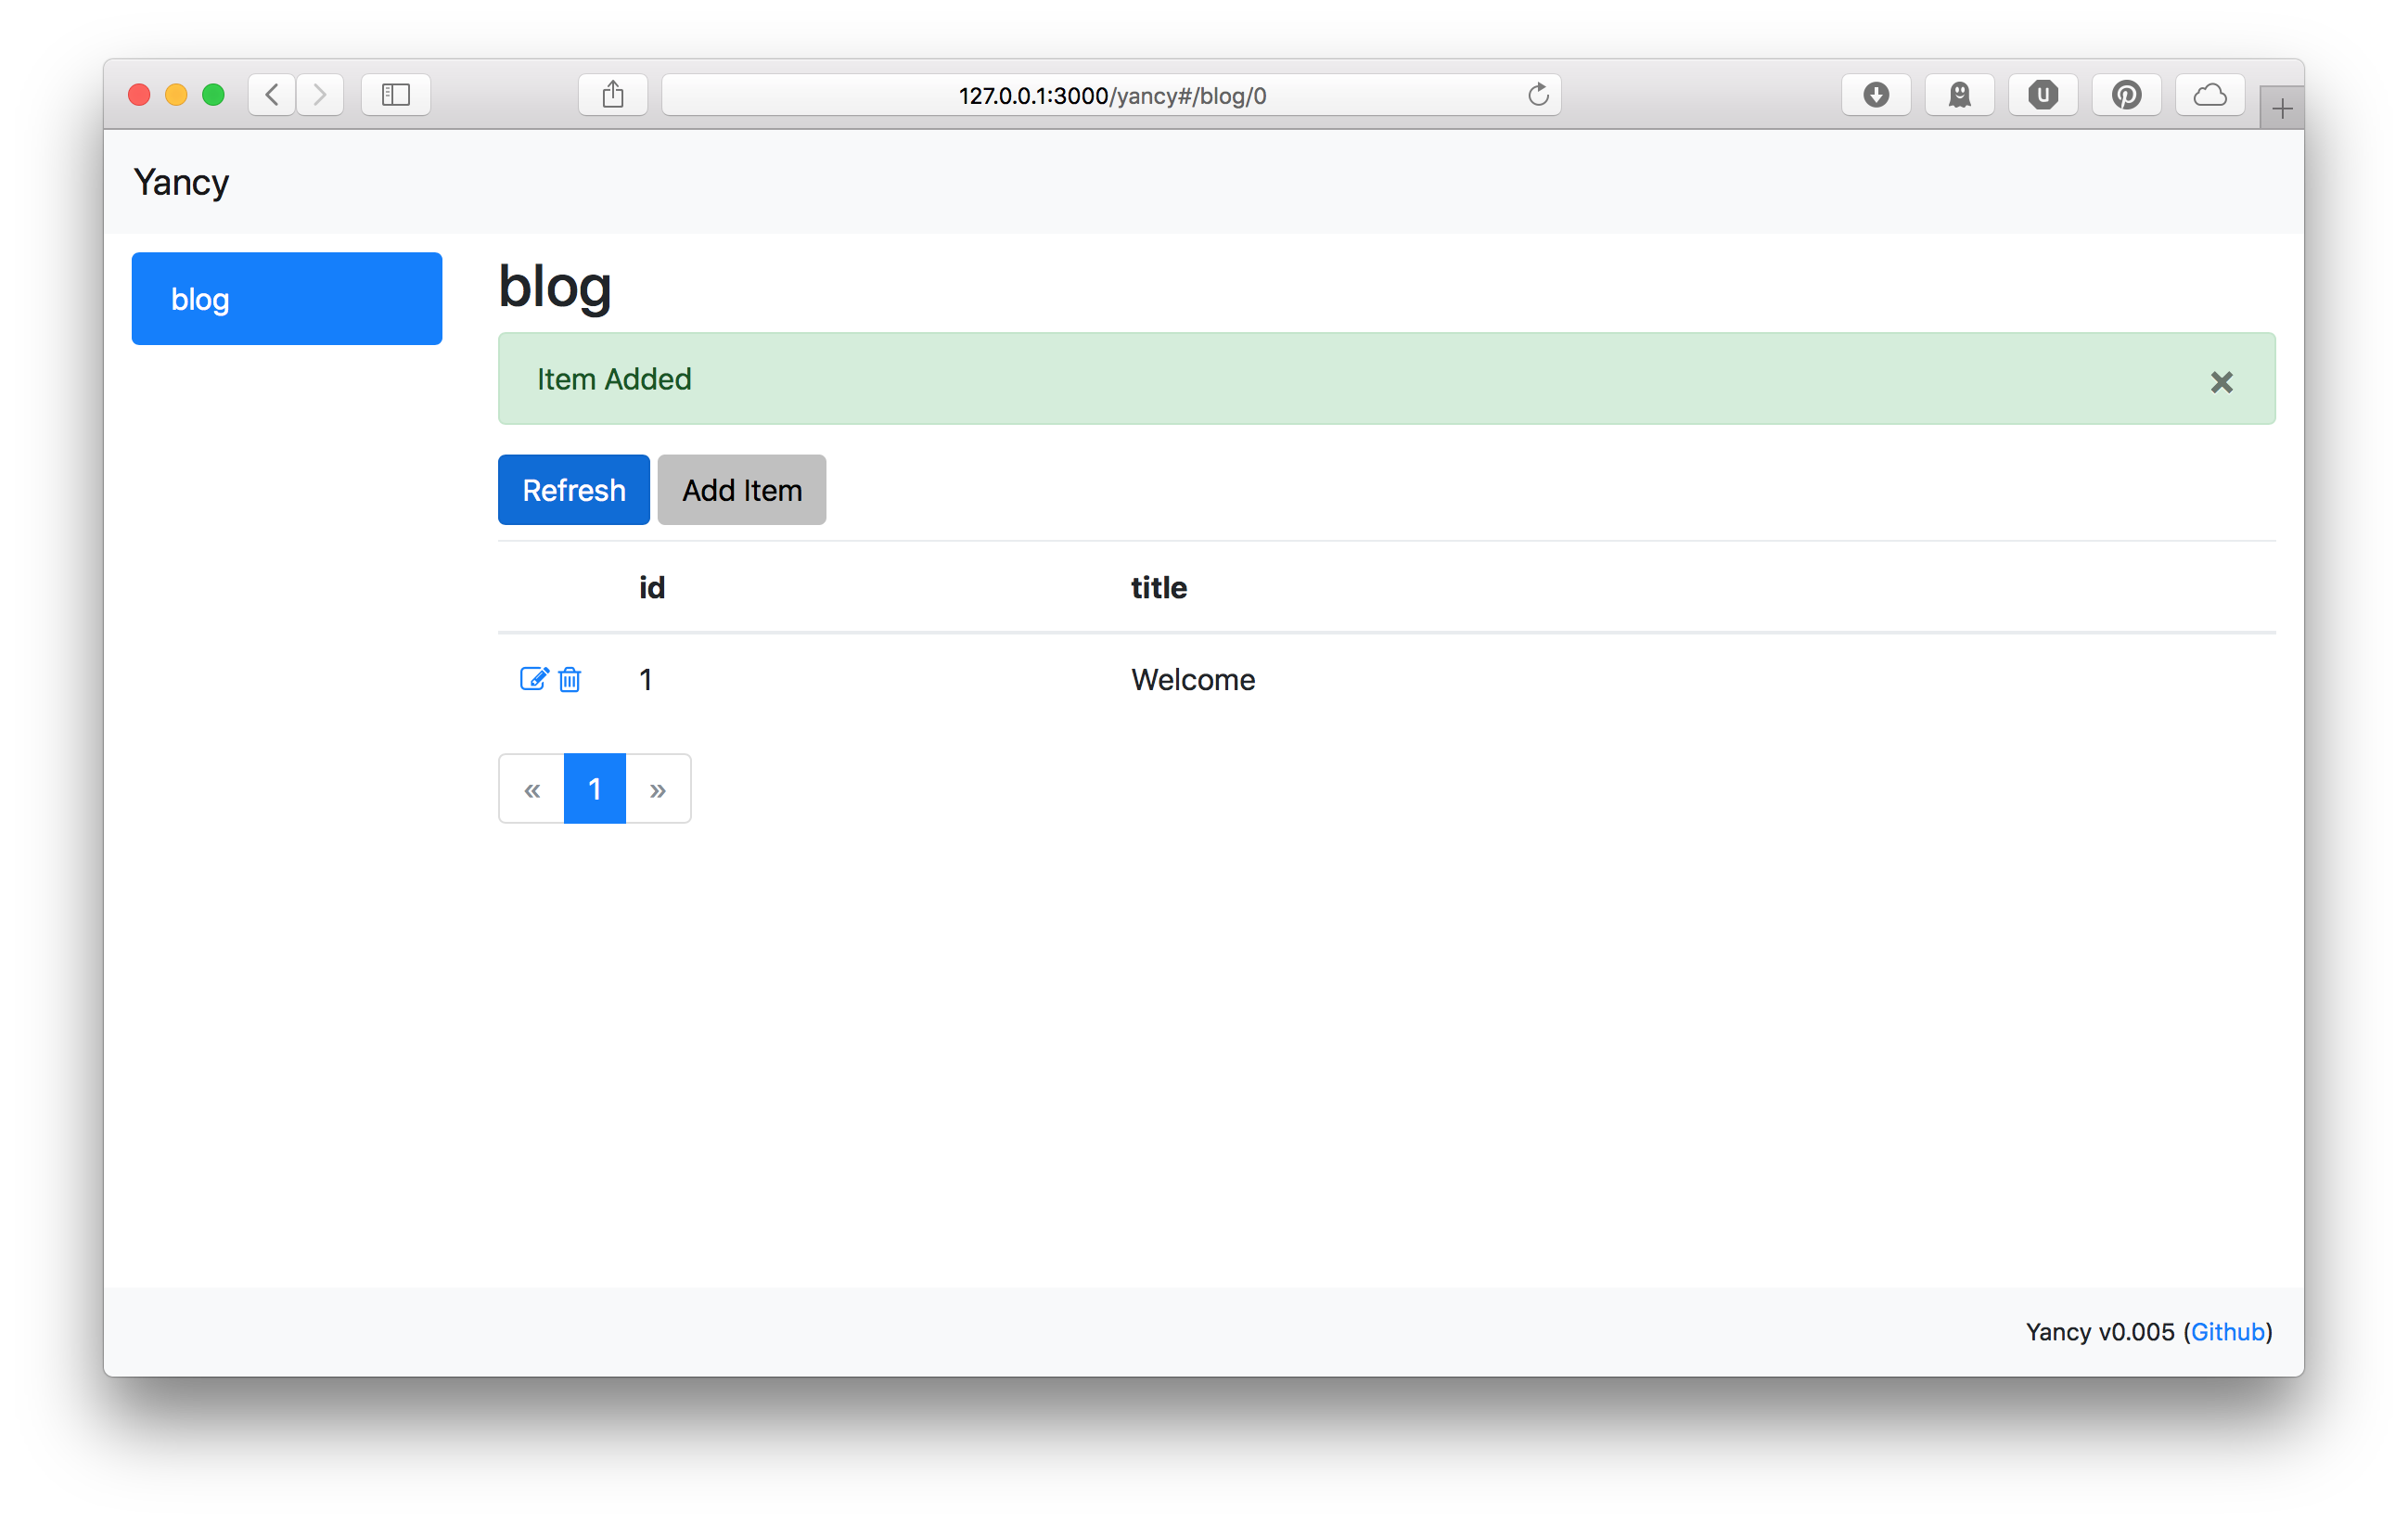 127.0.0.1:3000/yancy#/blog/0
Yancy
blog
blog
Item Added
Refresh Add Item
id title
1 Welcome
« 1 »
Yancy v0.005 (Github)